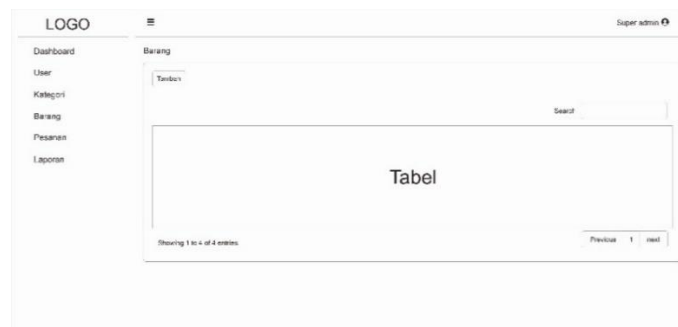 LOGO
Super admin
Dashboard
User
Kategori
Barang
Pesanan
Laporan
Barang
Tambah
Search
Tabel
Showing 1 to 4 of 4 entries
Previous 1 next